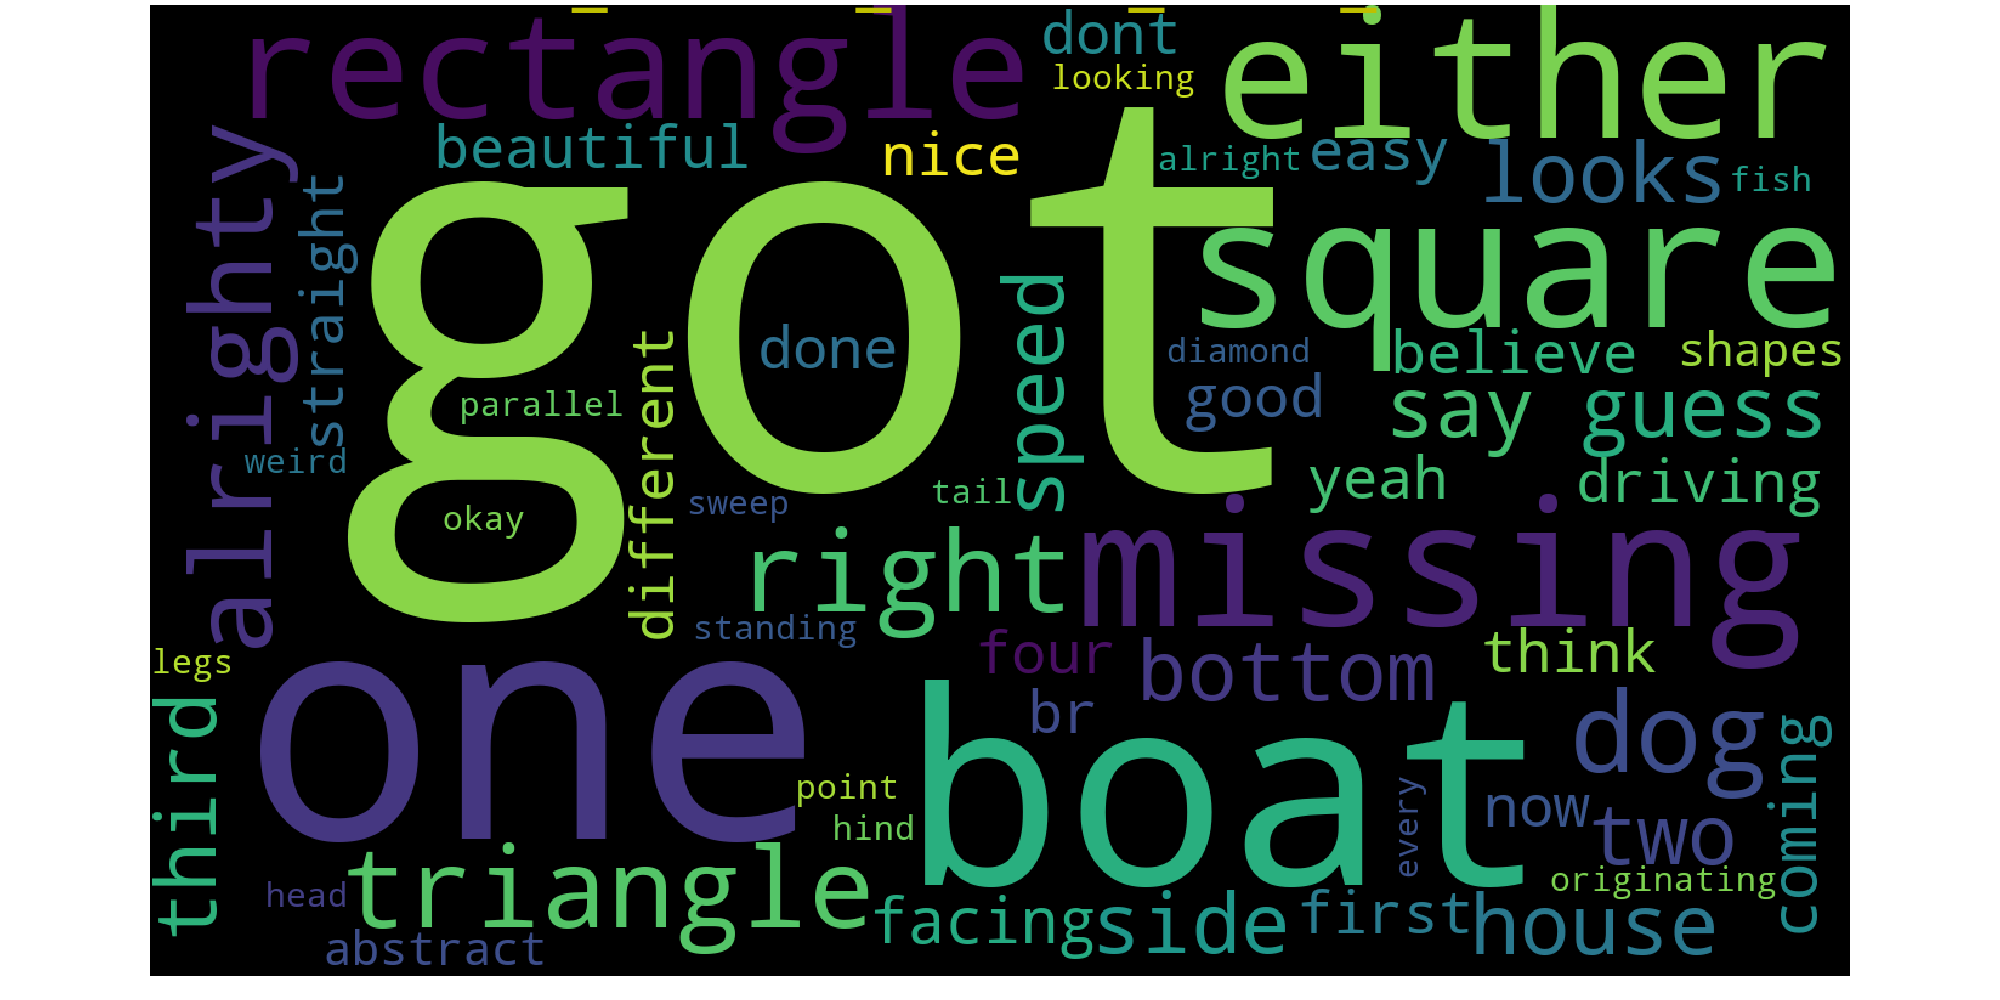 rectangle
dont
either
looking
beautiful
nice
alright
easy
looks
fish
alrighty
straight
got
square
speed
different
done
diamond
believe
shapes
parallel
good
say
guess
weird
yeah
driving
okay
sweep
tail
right
missing
standing
four
bottom
think
legs
one
br
boat
dog
third
coming
point
every
now
two
hind
triangle
head
originating
facing
side
first
house
abstract